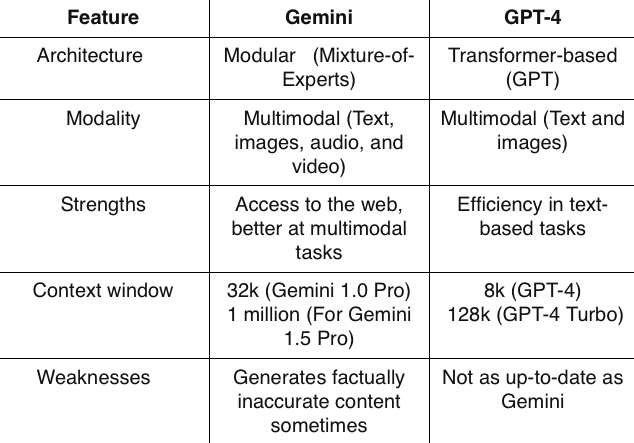 Feature Gemini GPT-4
Architecture Modular (Mixture-of- Transformer-based
Experts) (GPT)
Modality Multimodal (Text, Multimodal (Text and
images, audio, and images)
video)
Strengths Access to the web, Efficiency in text-
better at multimodal based tasks
tasks
Context window 32k (Gemini 1.0 Pro) 8k (GPT-4)
1 million (For Gemini 128k (GPT-4 Turbo)
1.5 Pro)
Weaknesses Generates factually Not as up-to-date as
inaccurate content Gemini
sometimes